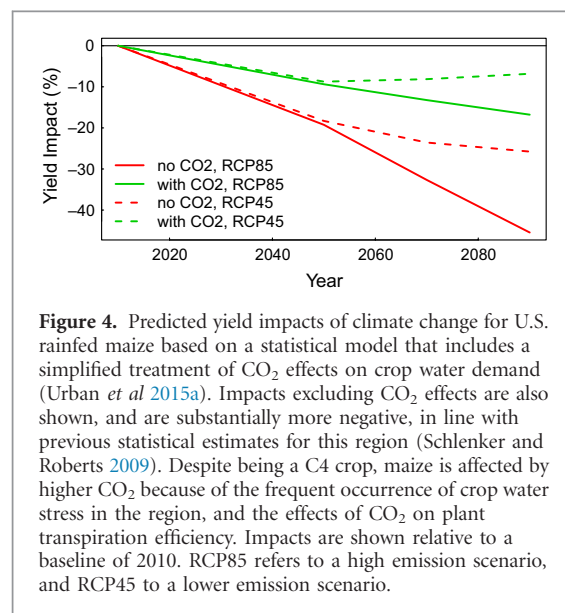 0
−10
−20
−30
−40
Yield Impact (%)
no CO2, RCP85
with CO2, RCP85
no CO2, RCP45
with CO2, RCP45
2020 2040 2060 2080
Year
Figure 4. Predicted yield impacts of climate change for U.S.
rainfed maize based on a statistical model that includes a
simplified treatment of CO₂ effects on crop water demand
(Urban et al 2015a). Impacts excluding CO₂ effects are also
shown, and are substantially more negative, in line with
previous statistical estimates for this region (Schlenker and
Roberts 2009). Despite being a C4 crop, maize is affected by
higher CO₂ because of the frequent occurrence of crop water
stress in the region, and the effects of CO₂ on plant
transpiration efficiency. Impacts are shown relative to a
baseline of 2010. RCP85 refers to a high emission scenario,
and RCP45 to a lower emission scenario.